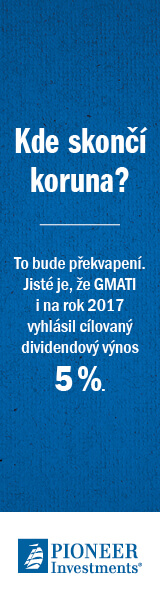 Kde skončí
koruna?
To bude překvapení.
Jisté je, že GMATI
i na rok 2017
vyhlásil cílovaný
dividendový výnos
5 %.
PIONEER
Investments®